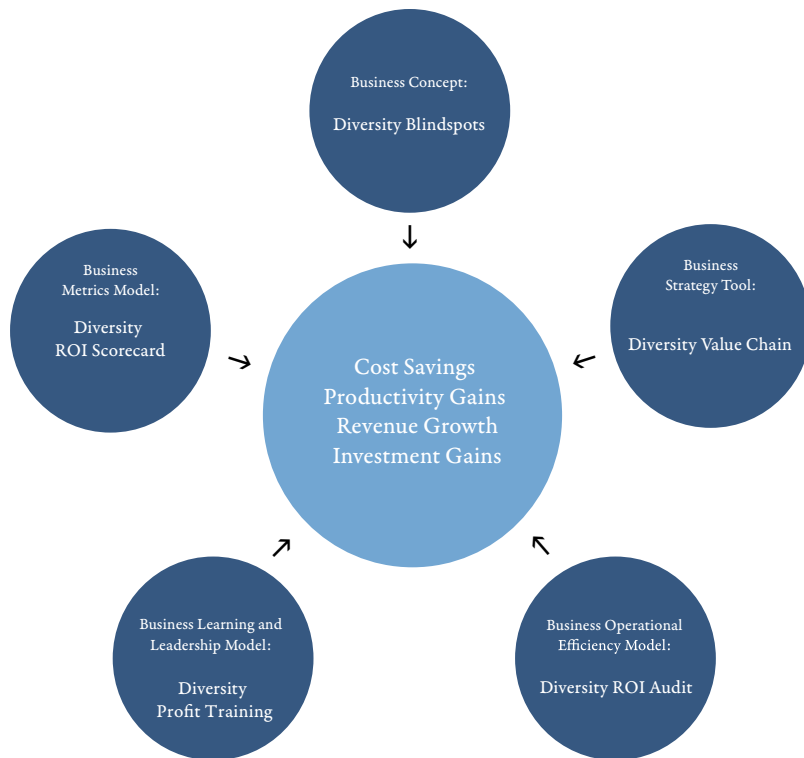 Business Concept:
Diversity Blindspots
Business
Metrics Model:
Diversity
ROI Scorecard
Business
Strategy Tool:
Diversity Value Chain
Cost Savings
Productivity Gains
Revenue Growth
Investment Gains
Business Learning and
Leadership Model:
Diversity
Profit Training
Business Operational
Efficiency Model:
Diversity ROI Audit